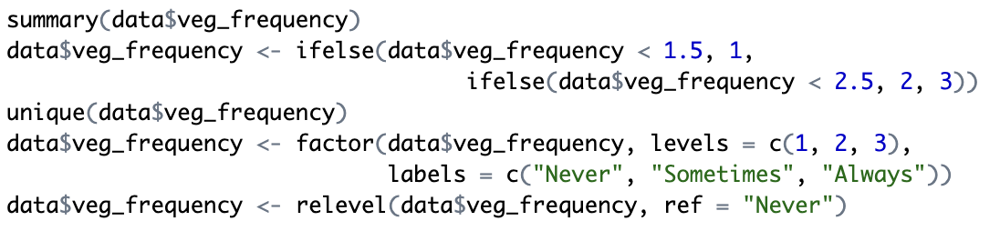 summary(data$veg_frequency)
data$veg_frequency <- ifelse(data$veg_frequency < 1.5, 1,
ifelse(data$veg_frequency < 2.5, 2, 3))
unique(data$veg_frequency)
data$veg_frequency <- factor(data$veg_frequency, levels = c(1, 2, 3),
labels = c("Never", "Sometimes", "Always"))
data$veg_frequency <- relevel(data$veg_frequency, ref = "Never")